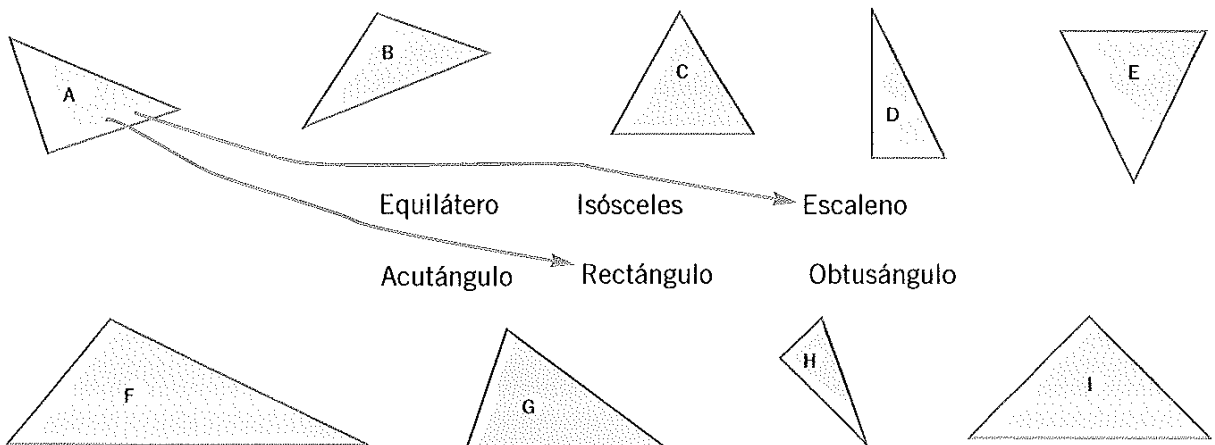 A
B
C
D
E
Equilátero Isósceles Escaleno
Acutángulo Rectángulo Obtusángulo
F
G
H
I